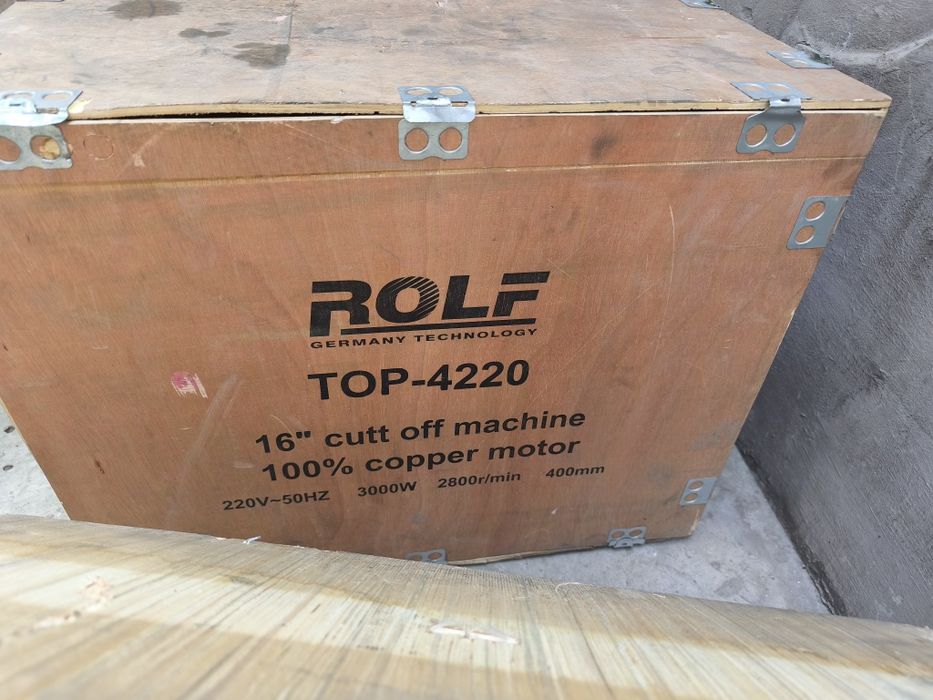 ROLF
GERMANY TECHNOLOGY
TOP-4220
16" cutt off machine
100% copper motor
220V~50HZ 3000W 2800r/min 400mm